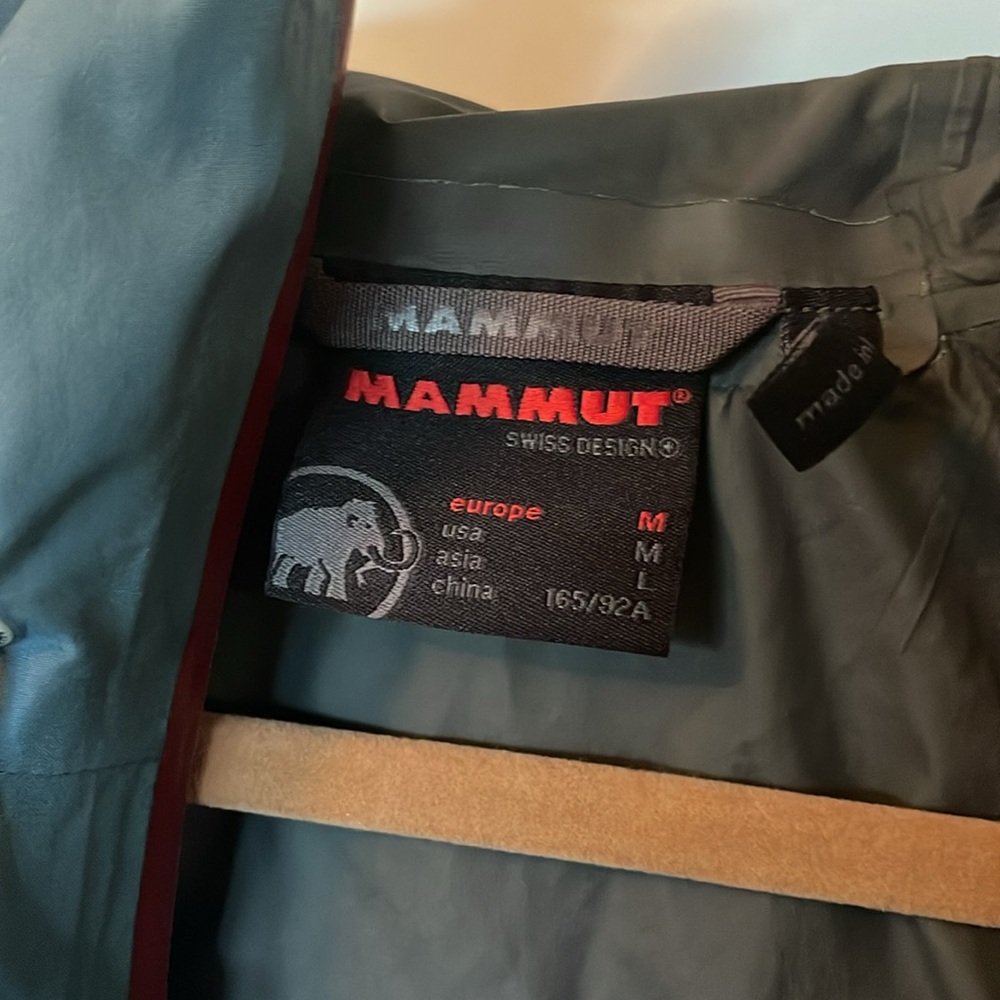 MAMMUT
MAMMUT®
SWISS DESIGN
europe M
usa M
asia L
china 165/92A
made in